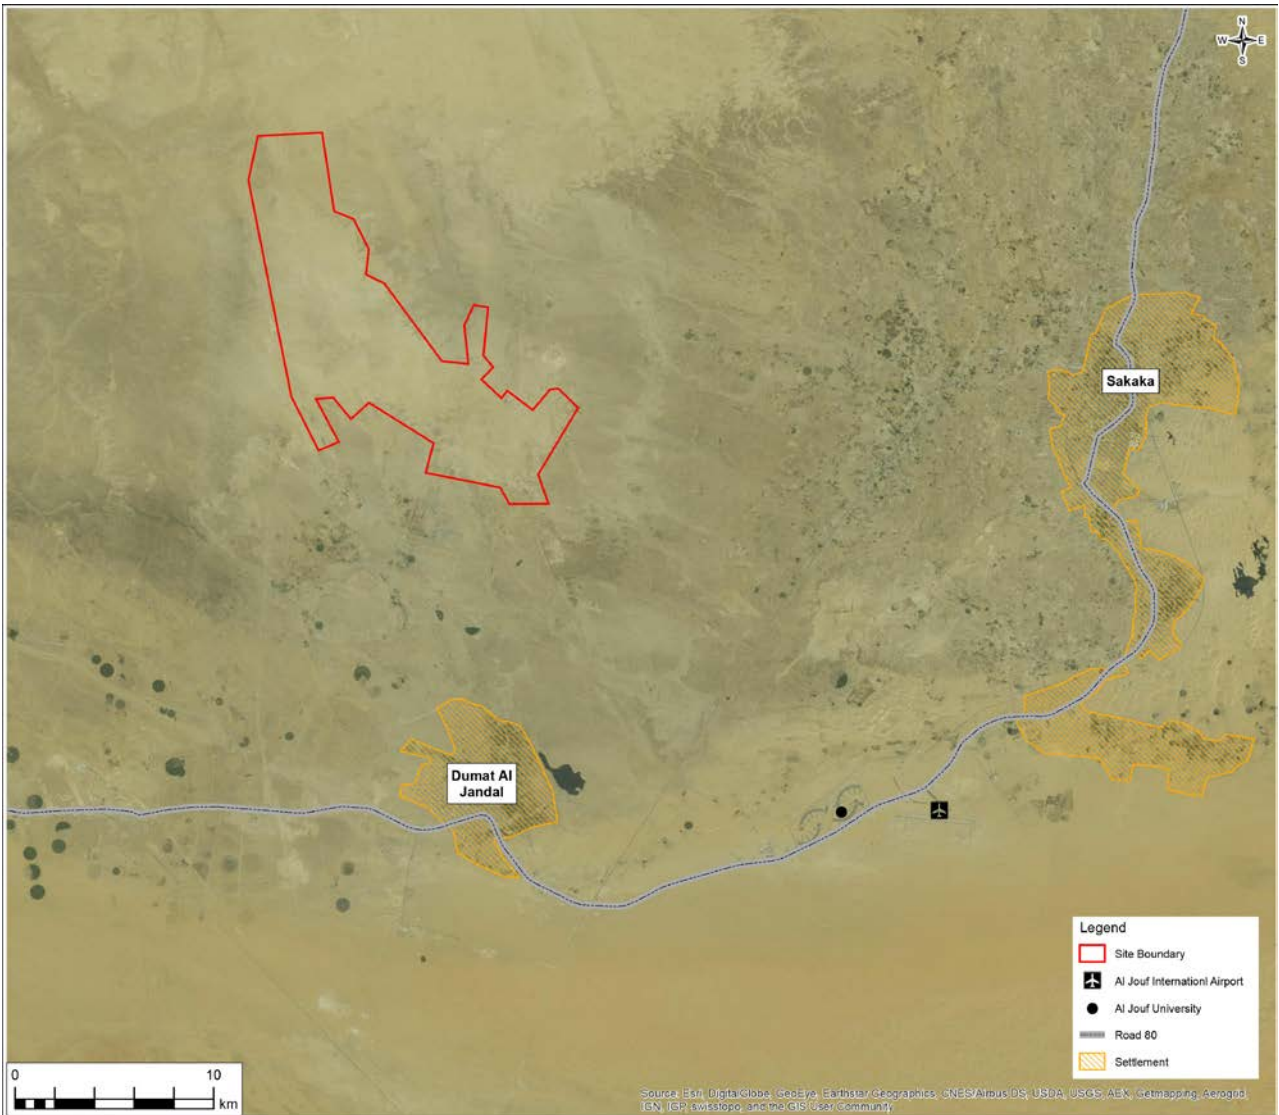 N
W E
S
Sakaka
Dumat Al
Jandal
Legend
Site Boundary
Al Jouf Internationl Airport
Al Jouf University
Road 80
Settlement
0 10
km
Source: Esri, DigitalGlobe, GeoEye, Earthstar Geographics, CNES/Airbus DS, USDA, USGS, AEX, Getmapping, Aerogrid,
IGN, IGP, swisstopo, and the GIS User Community